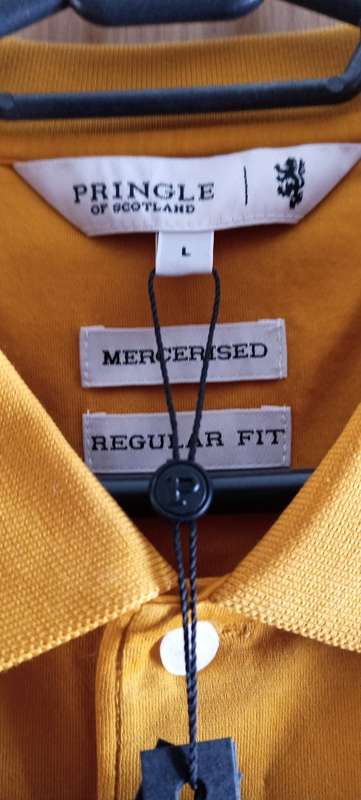 PRINGLE
OF SCOTLAND
L
MERCERISED
REGULAR FIT
P